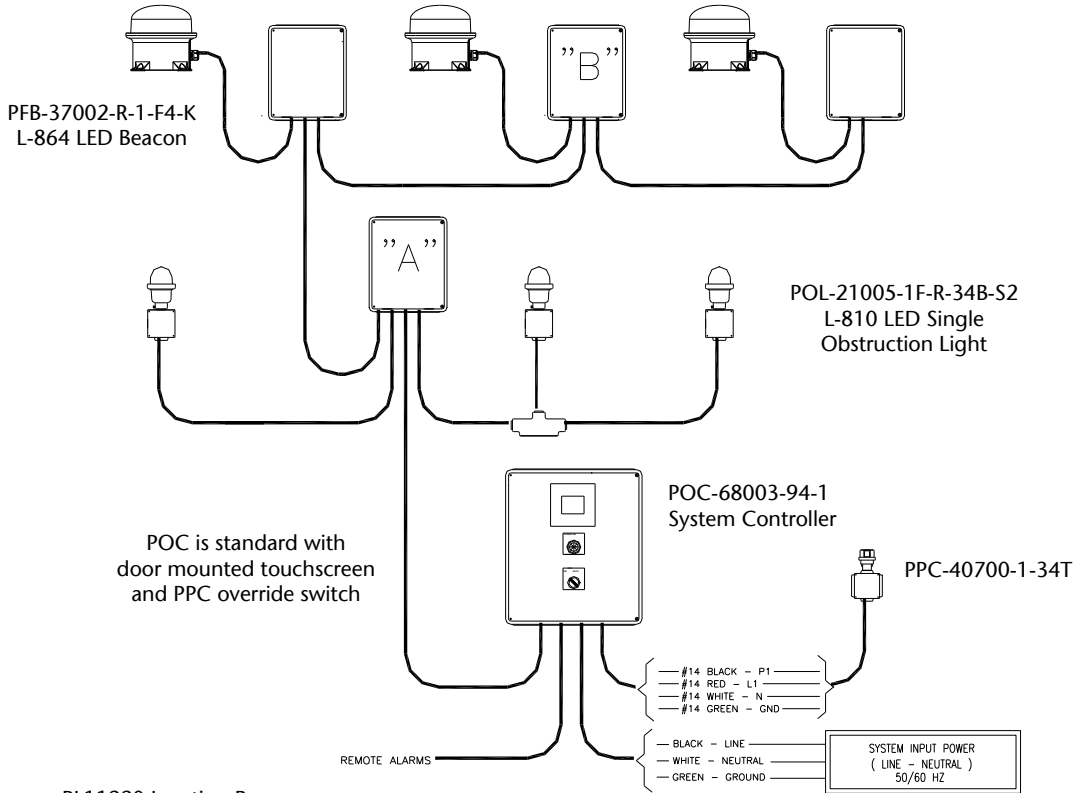 "B"
PFB-37002-R-1-F4-K
L-864 LED Beacon
"A"
POL-21005-1F-R-34B-S2
L-810 LED Single
Obstruction Light
POC-68003-94-1
System Controller
POC is standard with
door mounted touchscreen
and PPC override switch
PPC-40700-1-34T
#14 BLACK - P1
#14 RED - L1
#14 WHITE - N
#14 GREEN - GND
REMOTE ALARMS
BLACK - LINE
WHITE - NEUTRAL
GREEN - GROUND
SYSTEM INPUT POWER
( LINE - NEUTRAL )
50/60 HZ